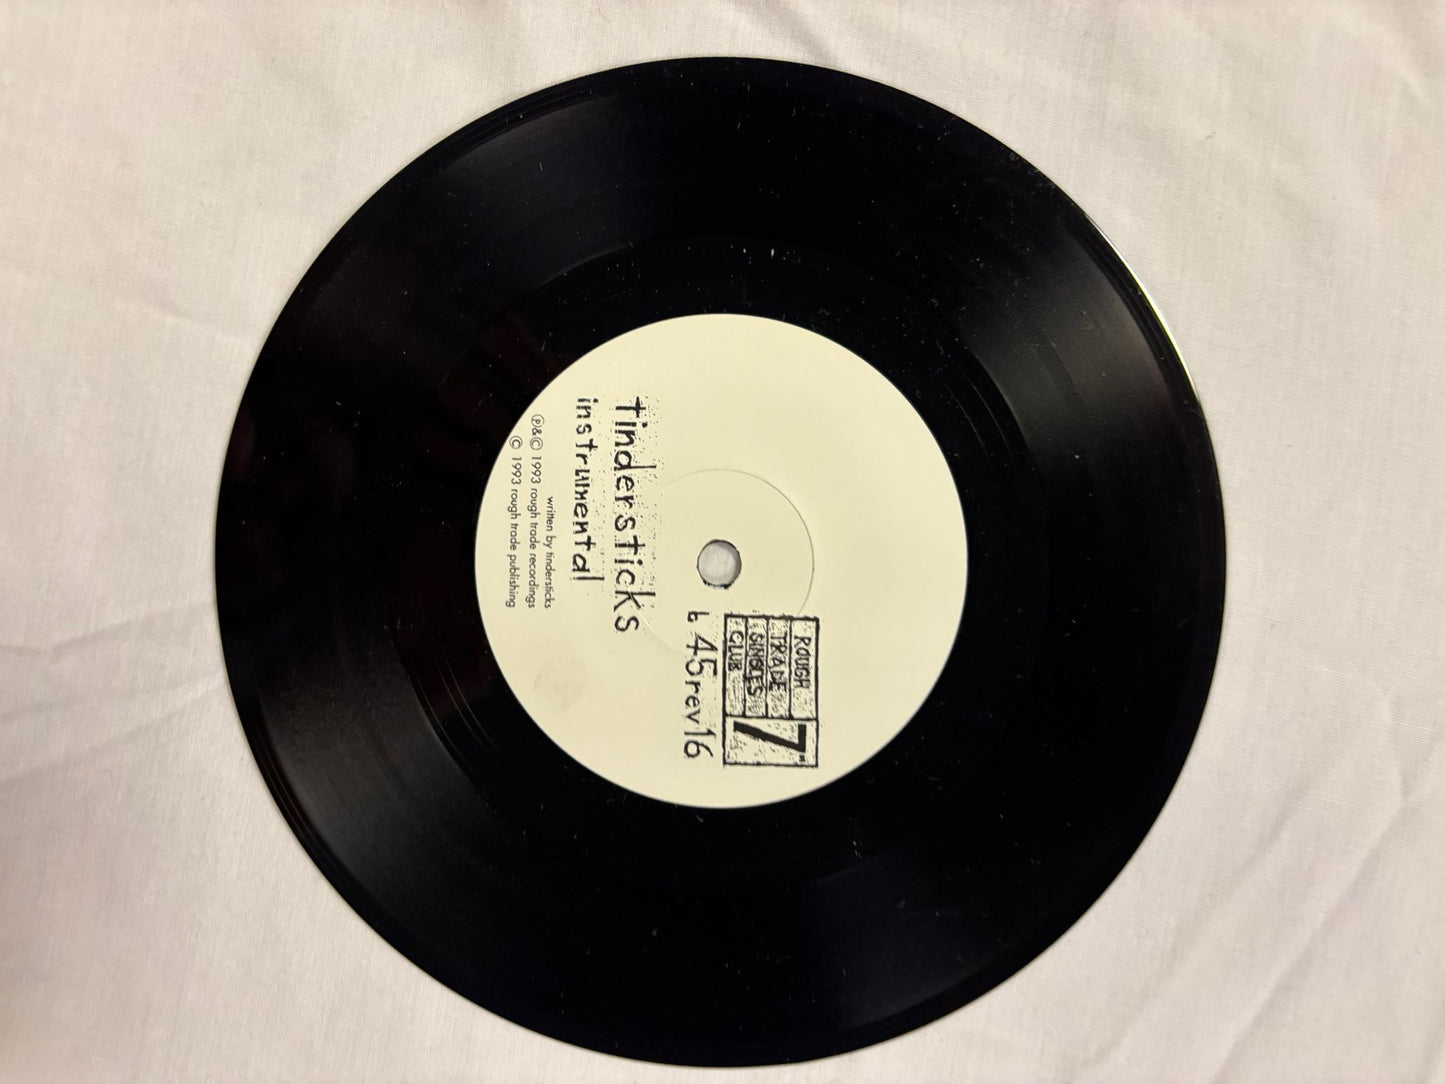 ROUGH
TRADE
SINGLES
CLUB
7"
b 45rev16
tindersticks
instrumental
written by tindersticks
℗&© 1993 rough trade recordings
© 1993 rough trade publishing